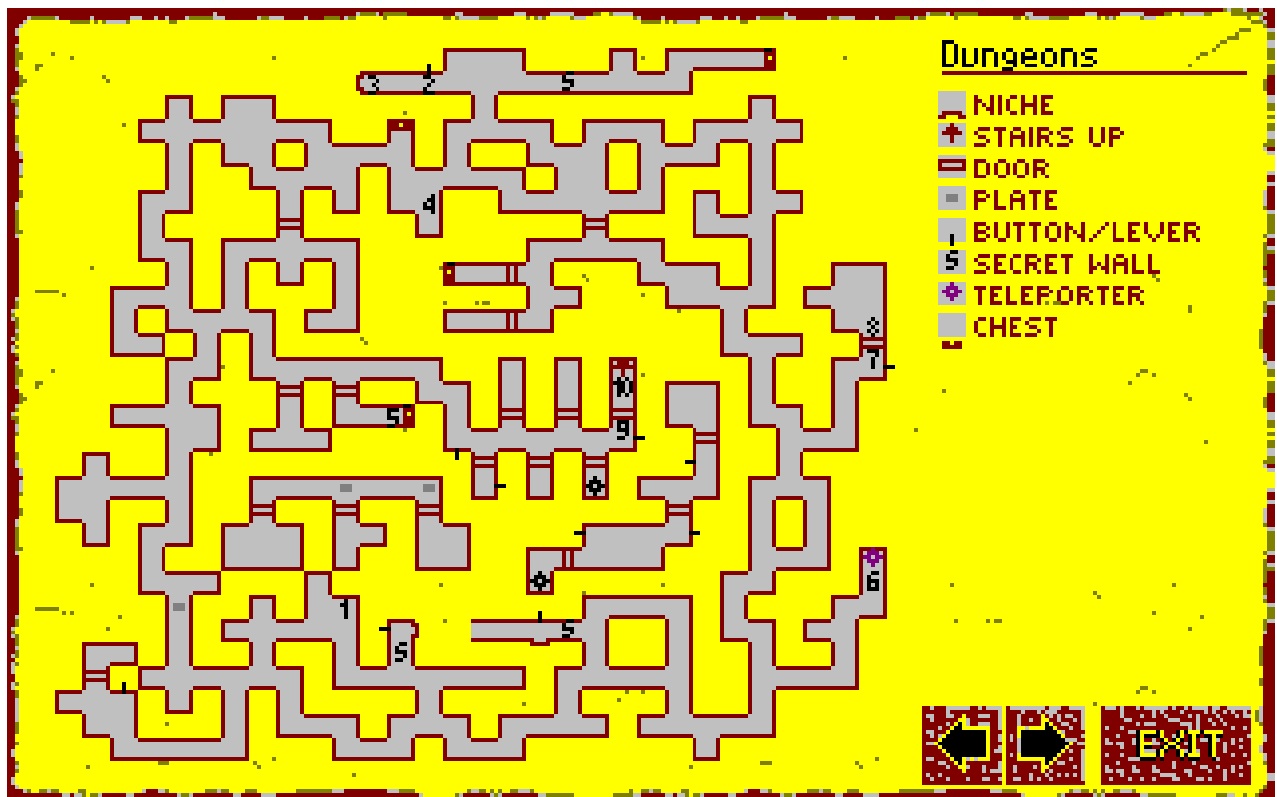 Dungeons
NICHE
STAIRS UP
DOOR
PLATE
BUTTON/LEVER
S SECRET WALL
TELEPORTER
CHEST
3 2 S
4
8
7
10
S
9
6
1
S
S
EXIT